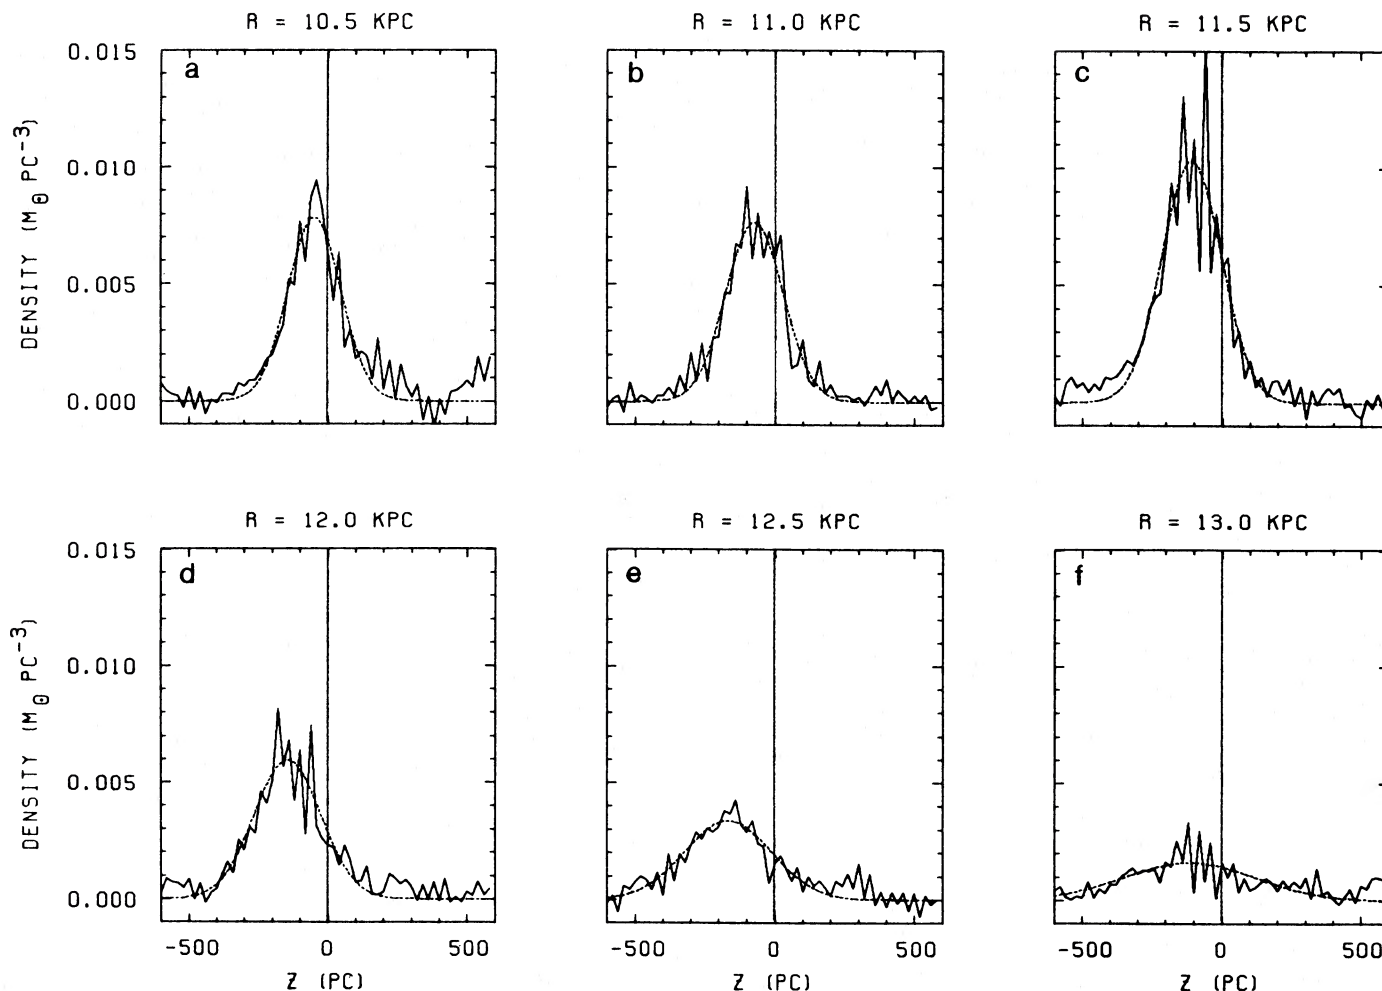 R = 10.5 KPC
R = 11.0 KPC
R = 11.5 KPC
a
b
c
DENSITY (M⊙ PC⁻³)
0.015
0.010
0.005
0.000
R = 12.0 KPC
R = 12.5 KPC
R = 13.0 KPC
d
e
f
DENSITY (M⊙ PC⁻³)
0.015
0.010
0.005
0.000
-500 0 500
-500 0 500
-500 0 500
Z (PC)
Z (PC)
Z (PC)